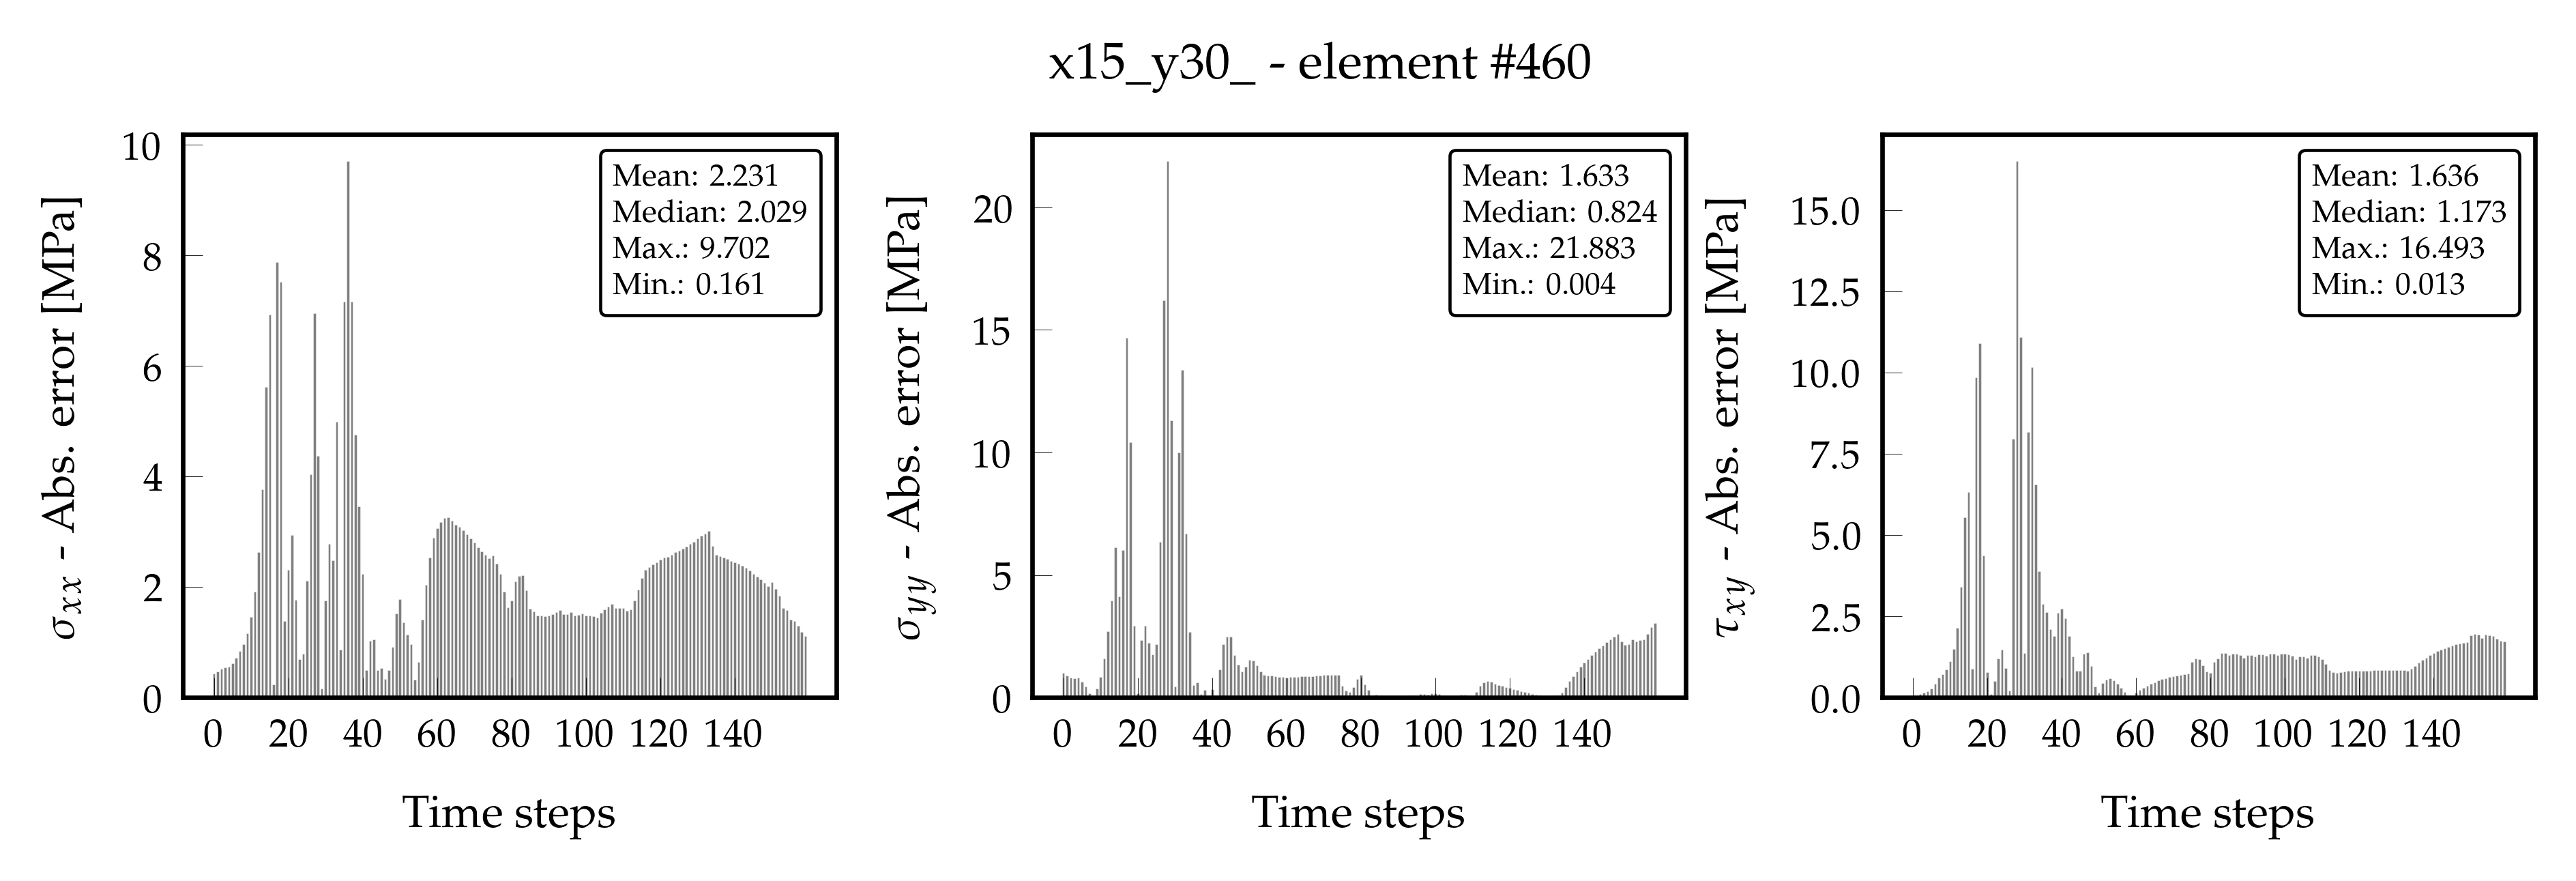 x15_y30_ - element #460
σxx - Abs. error [MPa]
10
8
6
4
2
0
Mean: 2.231
Median: 2.029
Max.: 9.702
Min.: 0.161
0 20 40 60 80 100 120 140
Time steps
σyy - Abs. error [MPa]
20
15
10
5
0
Mean: 1.633
Median: 0.824
Max.: 21.883
Min.: 0.004
0 20 40 60 80 100 120 140
Time steps
τxy - Abs. error [MPa]
15.0
12.5
10.0
7.5
5.0
2.5
0.0
Mean: 1.636
Median: 1.173
Max.: 16.493
Min.: 0.013
0 20 40 60 80 100 120 140
Time steps